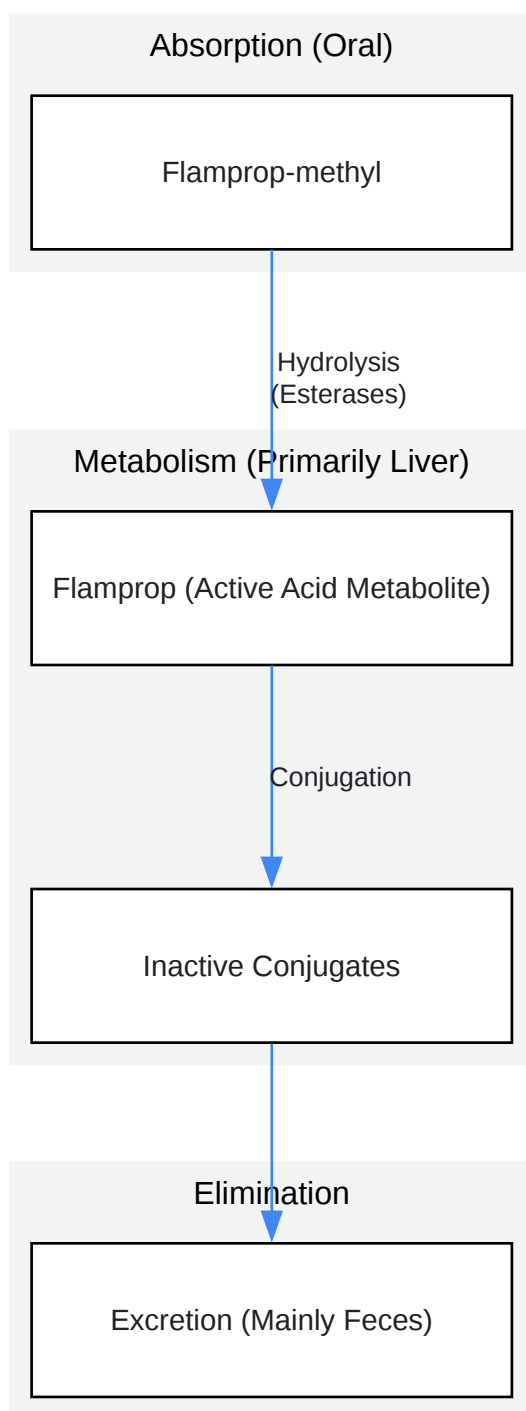 Absorption (Oral)
Flamprop-methyl
Hydrolysis
(Esterases)
Metabolism (Primarily Liver)
Flamprop (Active Acid Metabolite)
Conjugation
Inactive Conjugates
Elimination
Excretion (Mainly Feces)